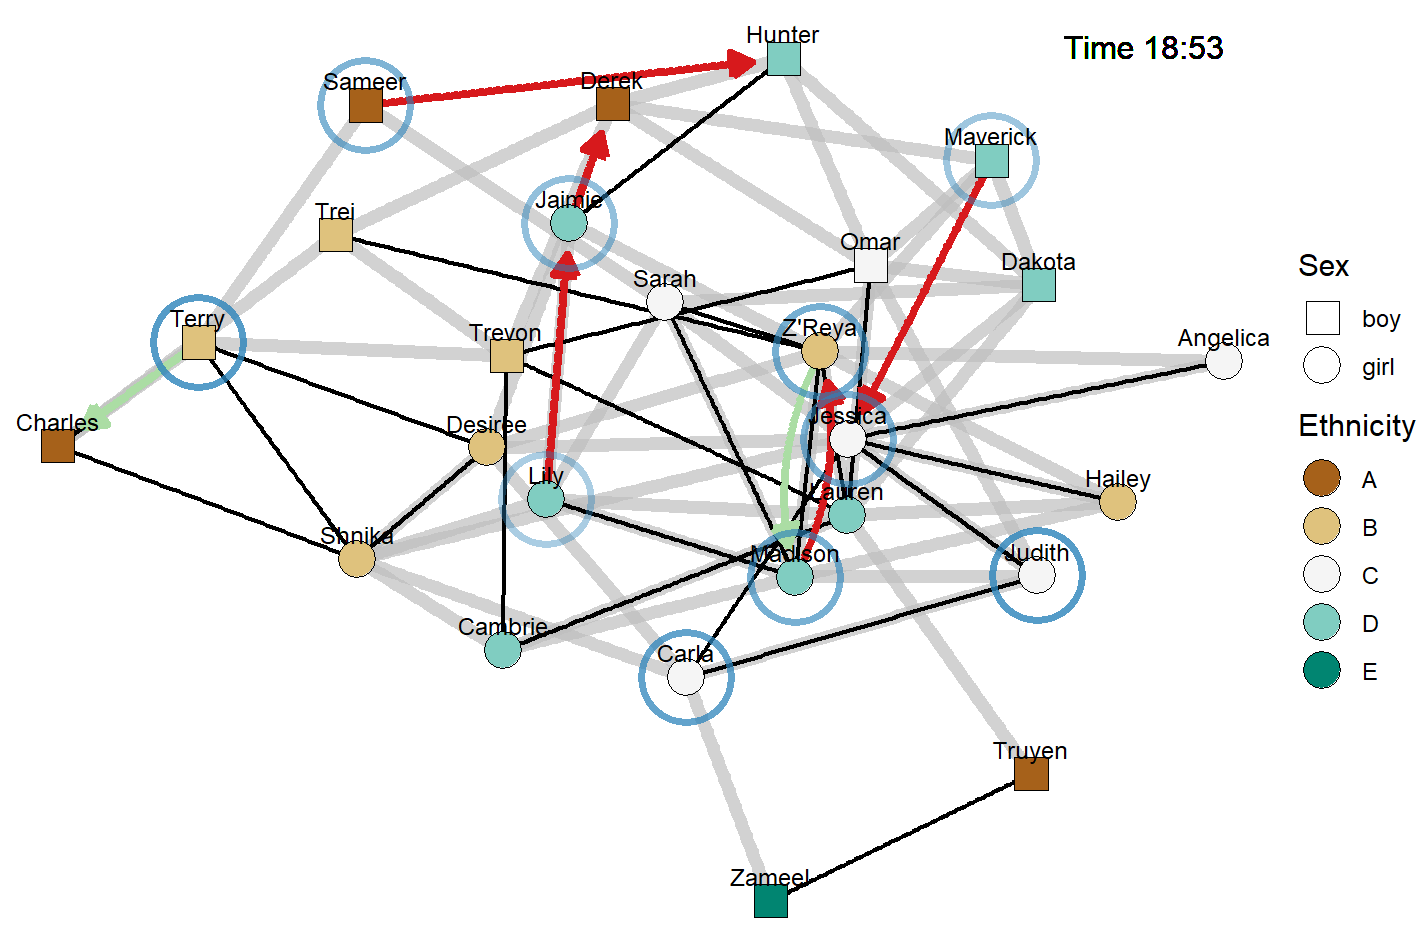 Hunter
Time 18:53
Sameer
Derek
Maverick
Jaimie
Trei
Omar
Dakota
Sarah
Terry
Trevon
Z'Reya
Angelica
Charles
Desiree
Jessica
Lily
Lauren
Hailey
Shnika
Madison
Judith
Cambrie
Carla
Truyen
Zameel
Sex
boy
girl
Ethnicity
A
B
C
D
E